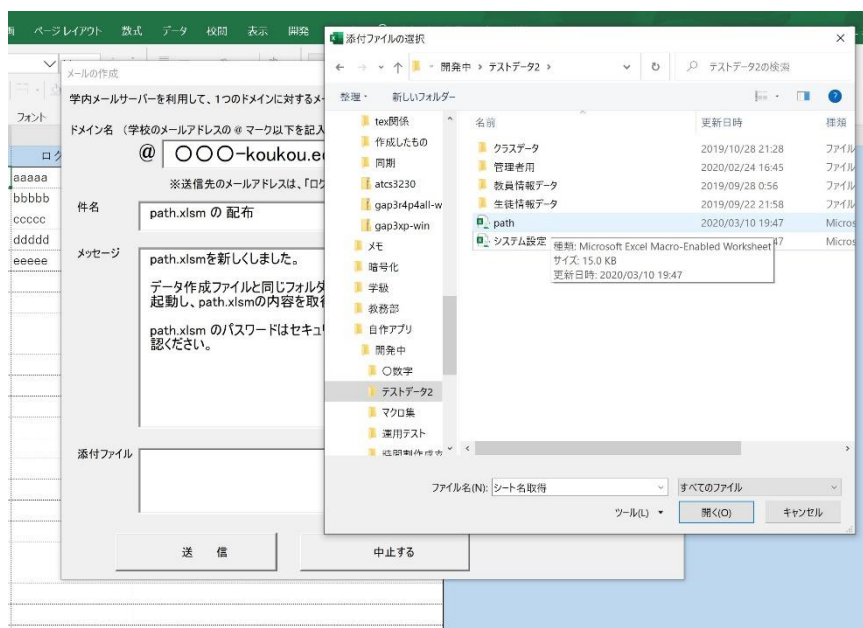 ページレイアウト 数式 データ 校閲 表示 開発
フォント
aaaaa
bbbbb
ccccc
ddddd
eeeee
メールの作成
学内メールサーバーを利用して、1つのドメインに対するメ
ドメイン名 (学校のメールアドレスの@マーク以下を記入
@ 〇〇〇-koukou.e
※送信先のメールアドレスは、「ログ
件名
path.xlsm の 配布
メッセージ
path.xlsmを新しくしました。
データ作成ファイルと同じフォルダ
起動し、path.xlsmの内容を取得
path.xlsm のパスワードはセキュリ
認ください。
添付ファイル
送 信
中止する
添付ファイルの選択
開発中 › テストデータ2 ›
テストデータ2の検索
整理 新しいフォルダー
tex関係
作成したもの
同期
atcs3230
gap3r4p4all-w
gap3xp-win
メモ
暗号化
学級
教務部
自作アプリ
開発中
〇数字
テストデータ2
マクロ集
運用テスト
名前 更新日時 種類
クラスデータ 2019/10/28 21:28 ファイル
管理者用 2020/02/24 16:45 ファイル
教員情報データ 2019/09/28 0:56 ファイル
生徒情報データ 2019/09/22 21:58 ファイル
path 2020/03/10 19:47 Micros
システム設定 47 Micros
種類: Microsoft Excel Macro-Enabled Worksheet
サイズ: 15.0 KB
更新日時: 2020/03/10 19:47
ファイル名(N): シート名取得 すべてのファイル
ツール(L) 開く(O) キャンセル